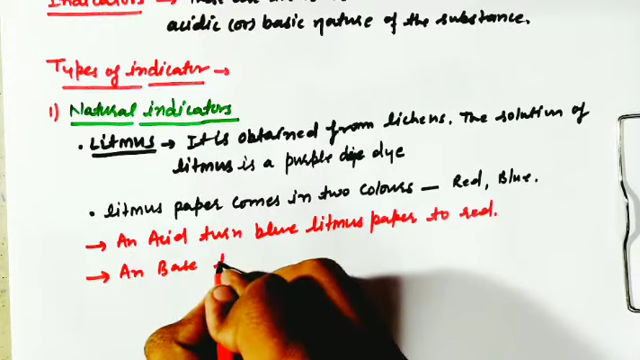 Indicators →
acidic (or) basic nature of the substance.
Types of indicator →
1) Natural indicators
• Litmus → It is obtained from lichens. The solution of
litmus is a purple dye dye
• litmus paper comes in two colours — Red, Blue.
→ An Acid turn blue litmus paper to red.
→ An Base